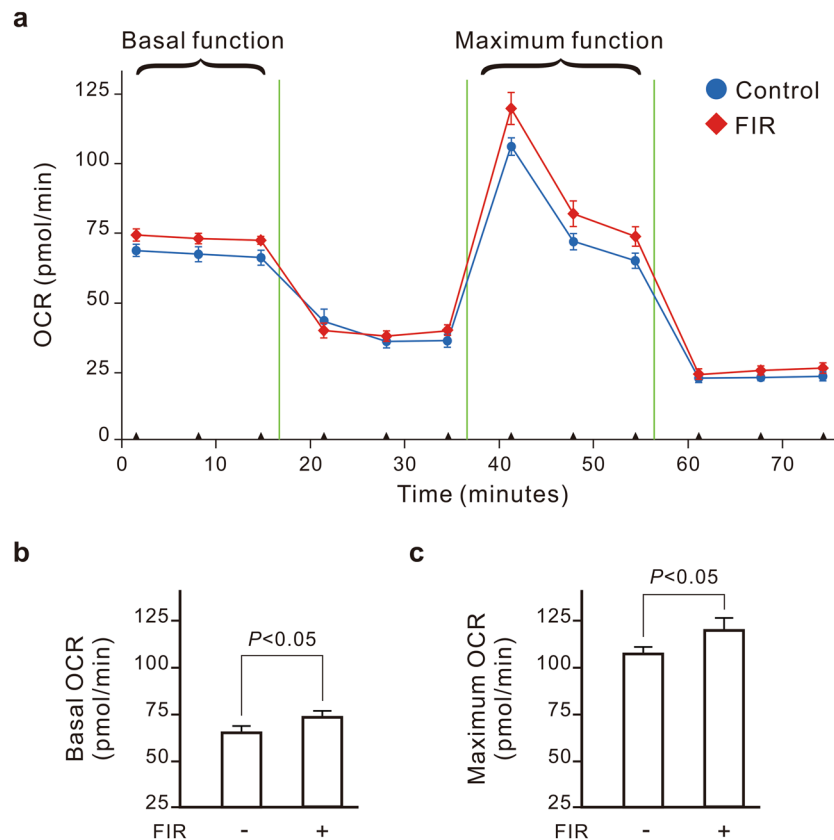 a
Basal function
Maximum function
Control
FIR
OCR (pmol/min)
125
100
75
50
25
0
0 10 20 30 40 50 60 70
Time (minutes)
b
Basal OCR
(pmol/min)
125
100
75
50
25
P<0.05
FIR - +
c
Maximum OCR
(pmol/min)
125
100
75
50
25
P<0.05
FIR - +